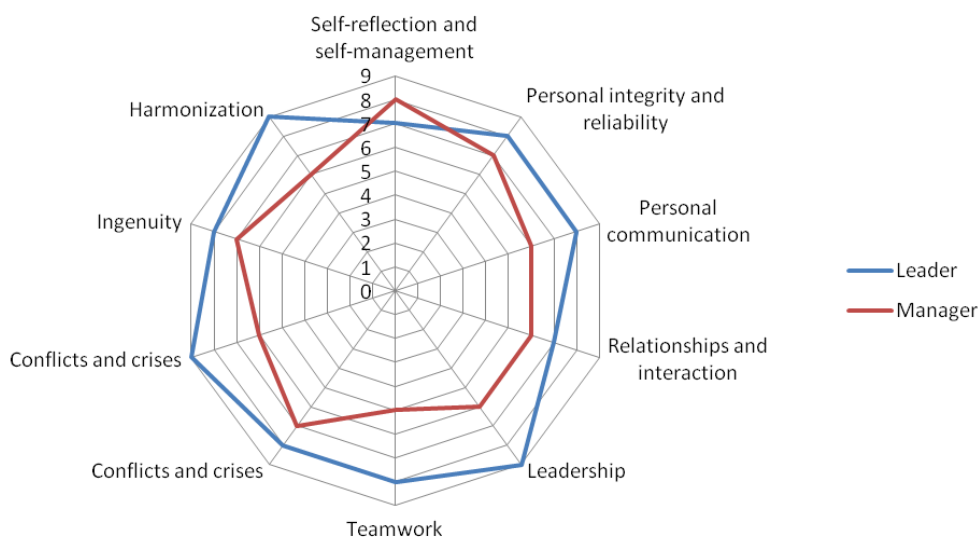 Self-reflection and
self-management
Personal integrity and
reliability
Personal
communication
Relationships and
interaction
Leadership
Teamwork
Conflicts and crises
Conflicts and crises
Ingenuity
Harmonization
9
8
7
6
5
4
3
2
1
0
Leader
Manager